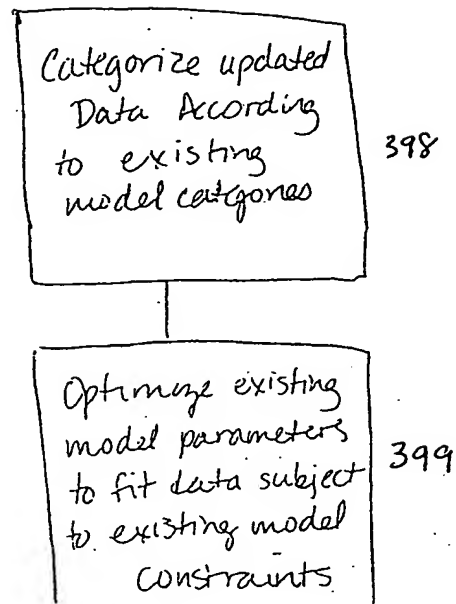 Categorize updated
Data According
to existing
model categories
398
Optimize existing
model parameters
to fit data subject
to existing model
constraints
399